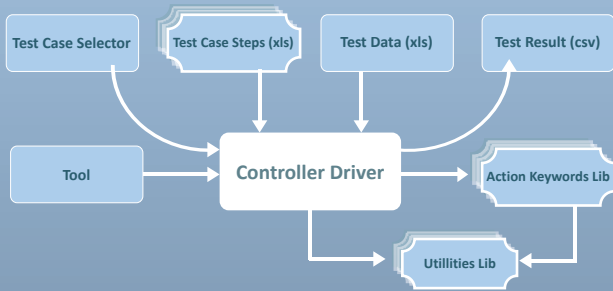 Test Case Selector
Test Case Steps (xls)
Test Data (xls)
Test Result (csv)
Tool
Controller Driver
Action Keywords Lib
Utillities Lib